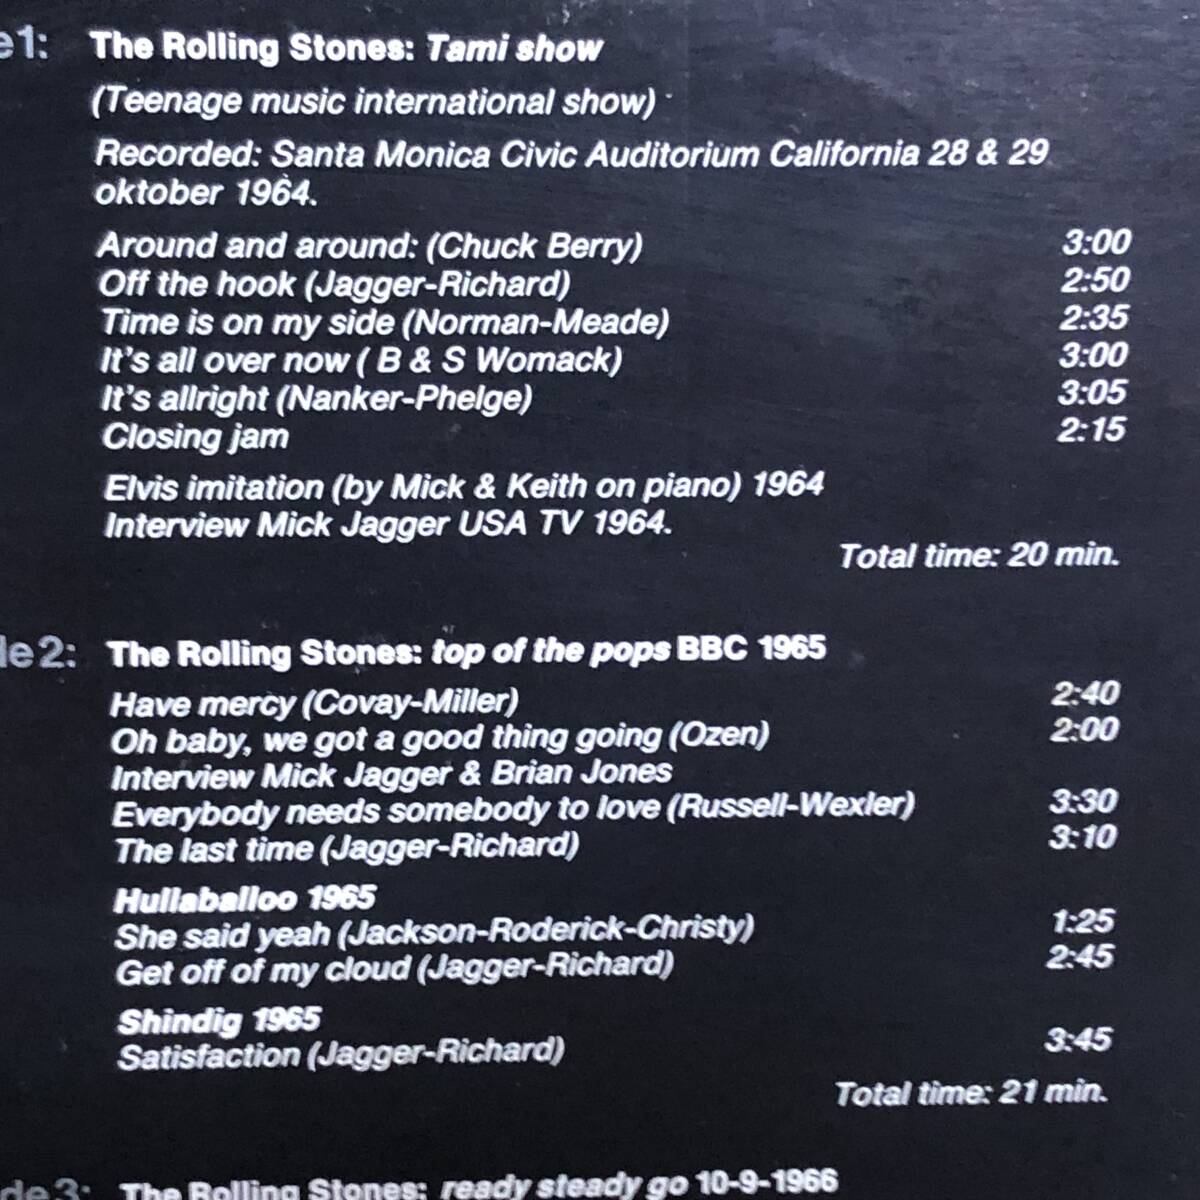 e1: The Rolling Stones: Tami show
(Teenage music international show)
Recorded: Santa Monica Civic Auditorium California 28 & 29
oktober 1964.
Around and around: (Chuck Berry) 3:00
Off the hook (Jagger-Richard) 2:50
Time is on my side (Norman-Meade) 2:35
It's all over now ( B & S Womack) 3:00
It's allright (Nanker-Phelge) 3:05
Closing jam 2:15
Elvis imitation (by Mick & Keith on piano) 1964
Interview Mick Jagger USA TV 1964.
Total time: 20 min.
de2: The Rolling Stones: top of the pops BBC 1965
Have mercy (Covay-Miller) 2:40
Oh baby, we got a good thing going (Ozen) 2:00
Interview Mick Jagger & Brian Jones
Everybody needs somebody to love (Russell-Wexler) 3:30
The last time (Jagger-Richard) 3:10
Hullaballoo 1965
She said yeah (Jackson-Roderick-Christy) 1:25
Get off of my cloud (Jagger-Richard) 2:45
Shindig 1965
Satisfaction (Jagger-Richard) 3:45
Total time: 21 min.
de3: The Rolling Stones: ready steady go 10-9-1966